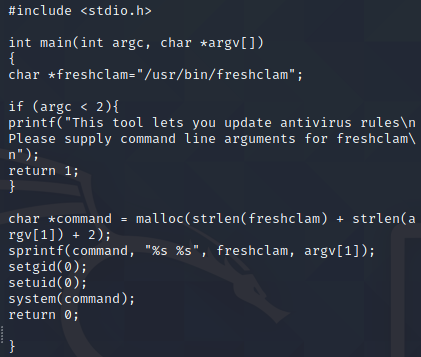 #include <stdio.h>
int main(int argc, char *argv[])
{
char *freshclam="/usr/bin/freshclam";
if (argc < 2){
printf("This tool lets you update antivirus rules\n
Please supply command line arguments for freshclam\
n");
return 1;
}
char *command = malloc(strlen(freshclam) + strlen(a
rgv[1]) + 2);
sprintf(command, "%s %s", freshclam, argv[1]);
setgid(0);
setuid(0);
system(command);
return 0;
}